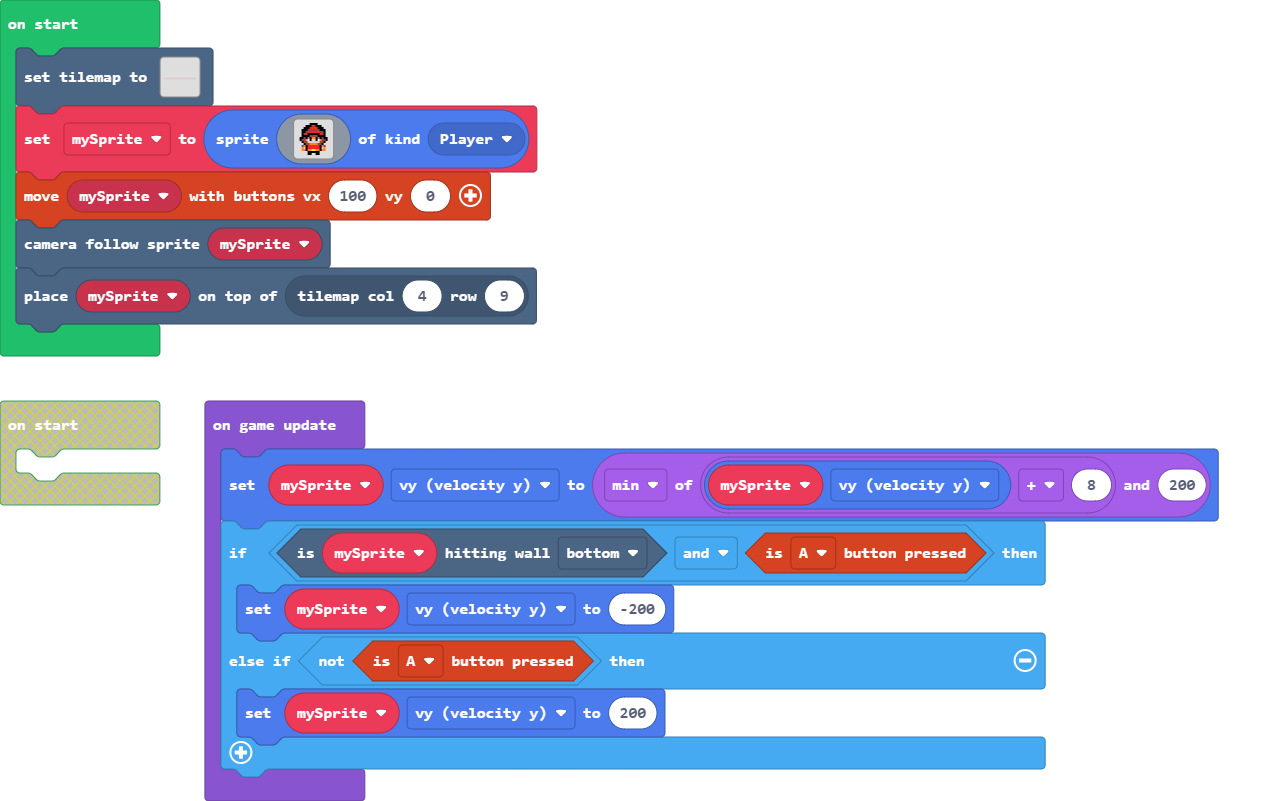 on start
set tilemap to
set mySprite to sprite of kind Player
move mySprite with buttons vx 100 vy 0
camera follow sprite mySprite
place mySprite on top of tilemap col 4 row 9
on start
on game update
set mySprite vy (velocity y) to min of mySprite vy (velocity y) + 8 and 200
if is mySprite hitting wall bottom and is A button pressed then
set mySprite vy (velocity y) to -200
else if not is A button pressed then
set mySprite vy (velocity y) to 200